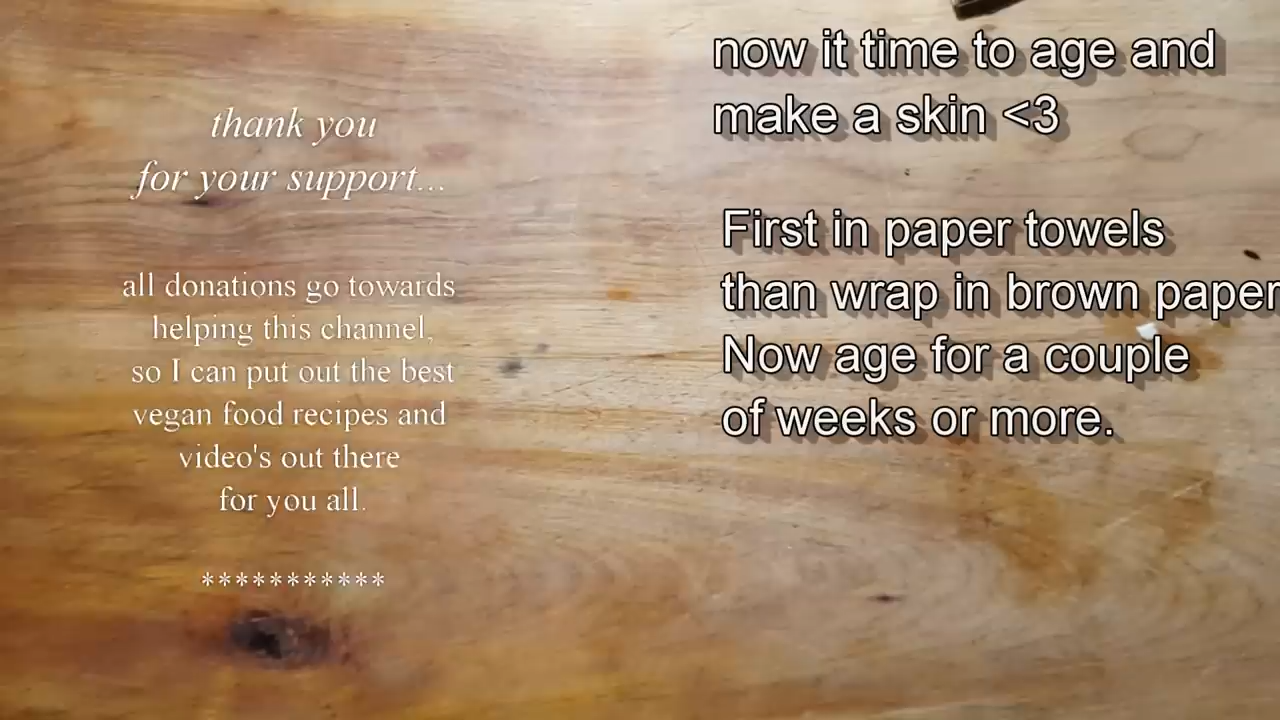 thank you
for your support...
all donations go towards
helping this channel,
so I can put out the best
vegan food recipes and
video's out there
for you all.
***********
now it time to age and
make a skin <3
First in paper towels
than wrap in brown paper
Now age for a couple
of weeks or more.